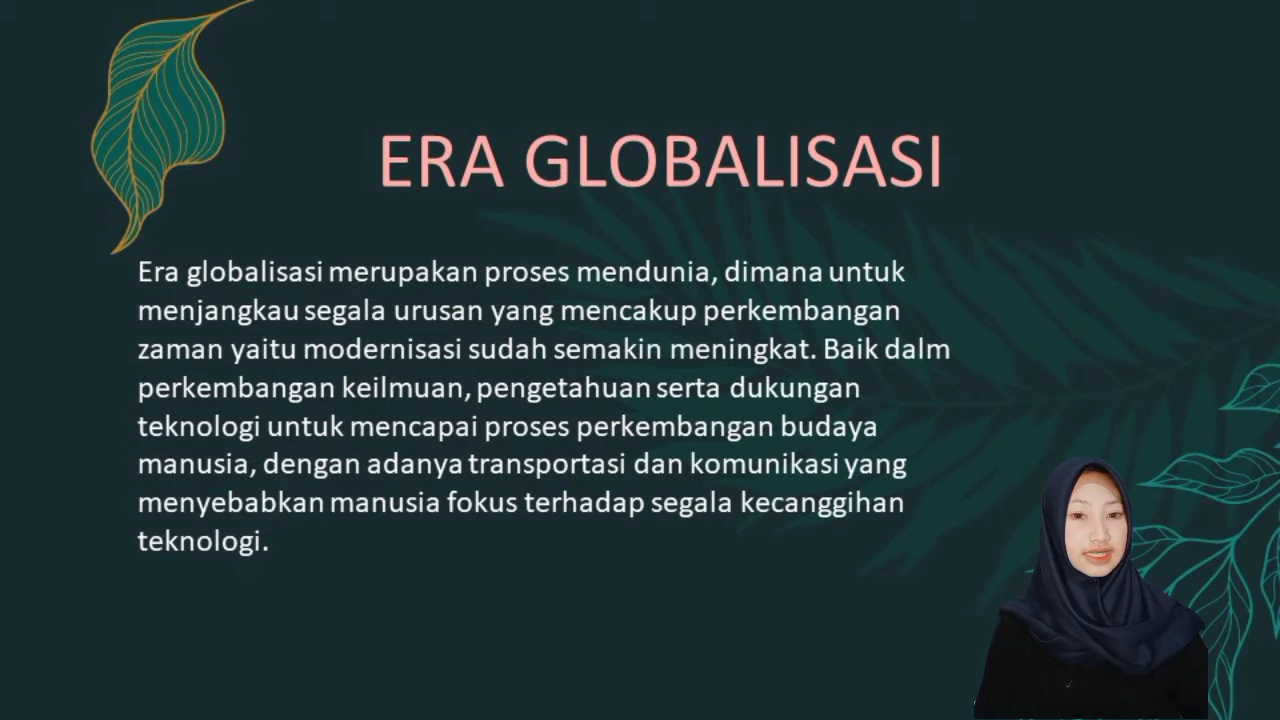 ERA GLOBALISASI
Era globalisasi merupakan proses mendunia, dimana untuk
menjangkau segala urusan yang mencakup perkembangan
zaman yaitu modernisasi sudah semakin meningkat. Baik dalm
perkembangan keilmuan, pengetahuan serta dukungan
teknologi untuk mencapai proses perkembangan budaya
manusia, dengan adanya transportasi dan komunikasi yang
menyebabkan manusia fokus terhadap segala kecanggihan
teknologi.